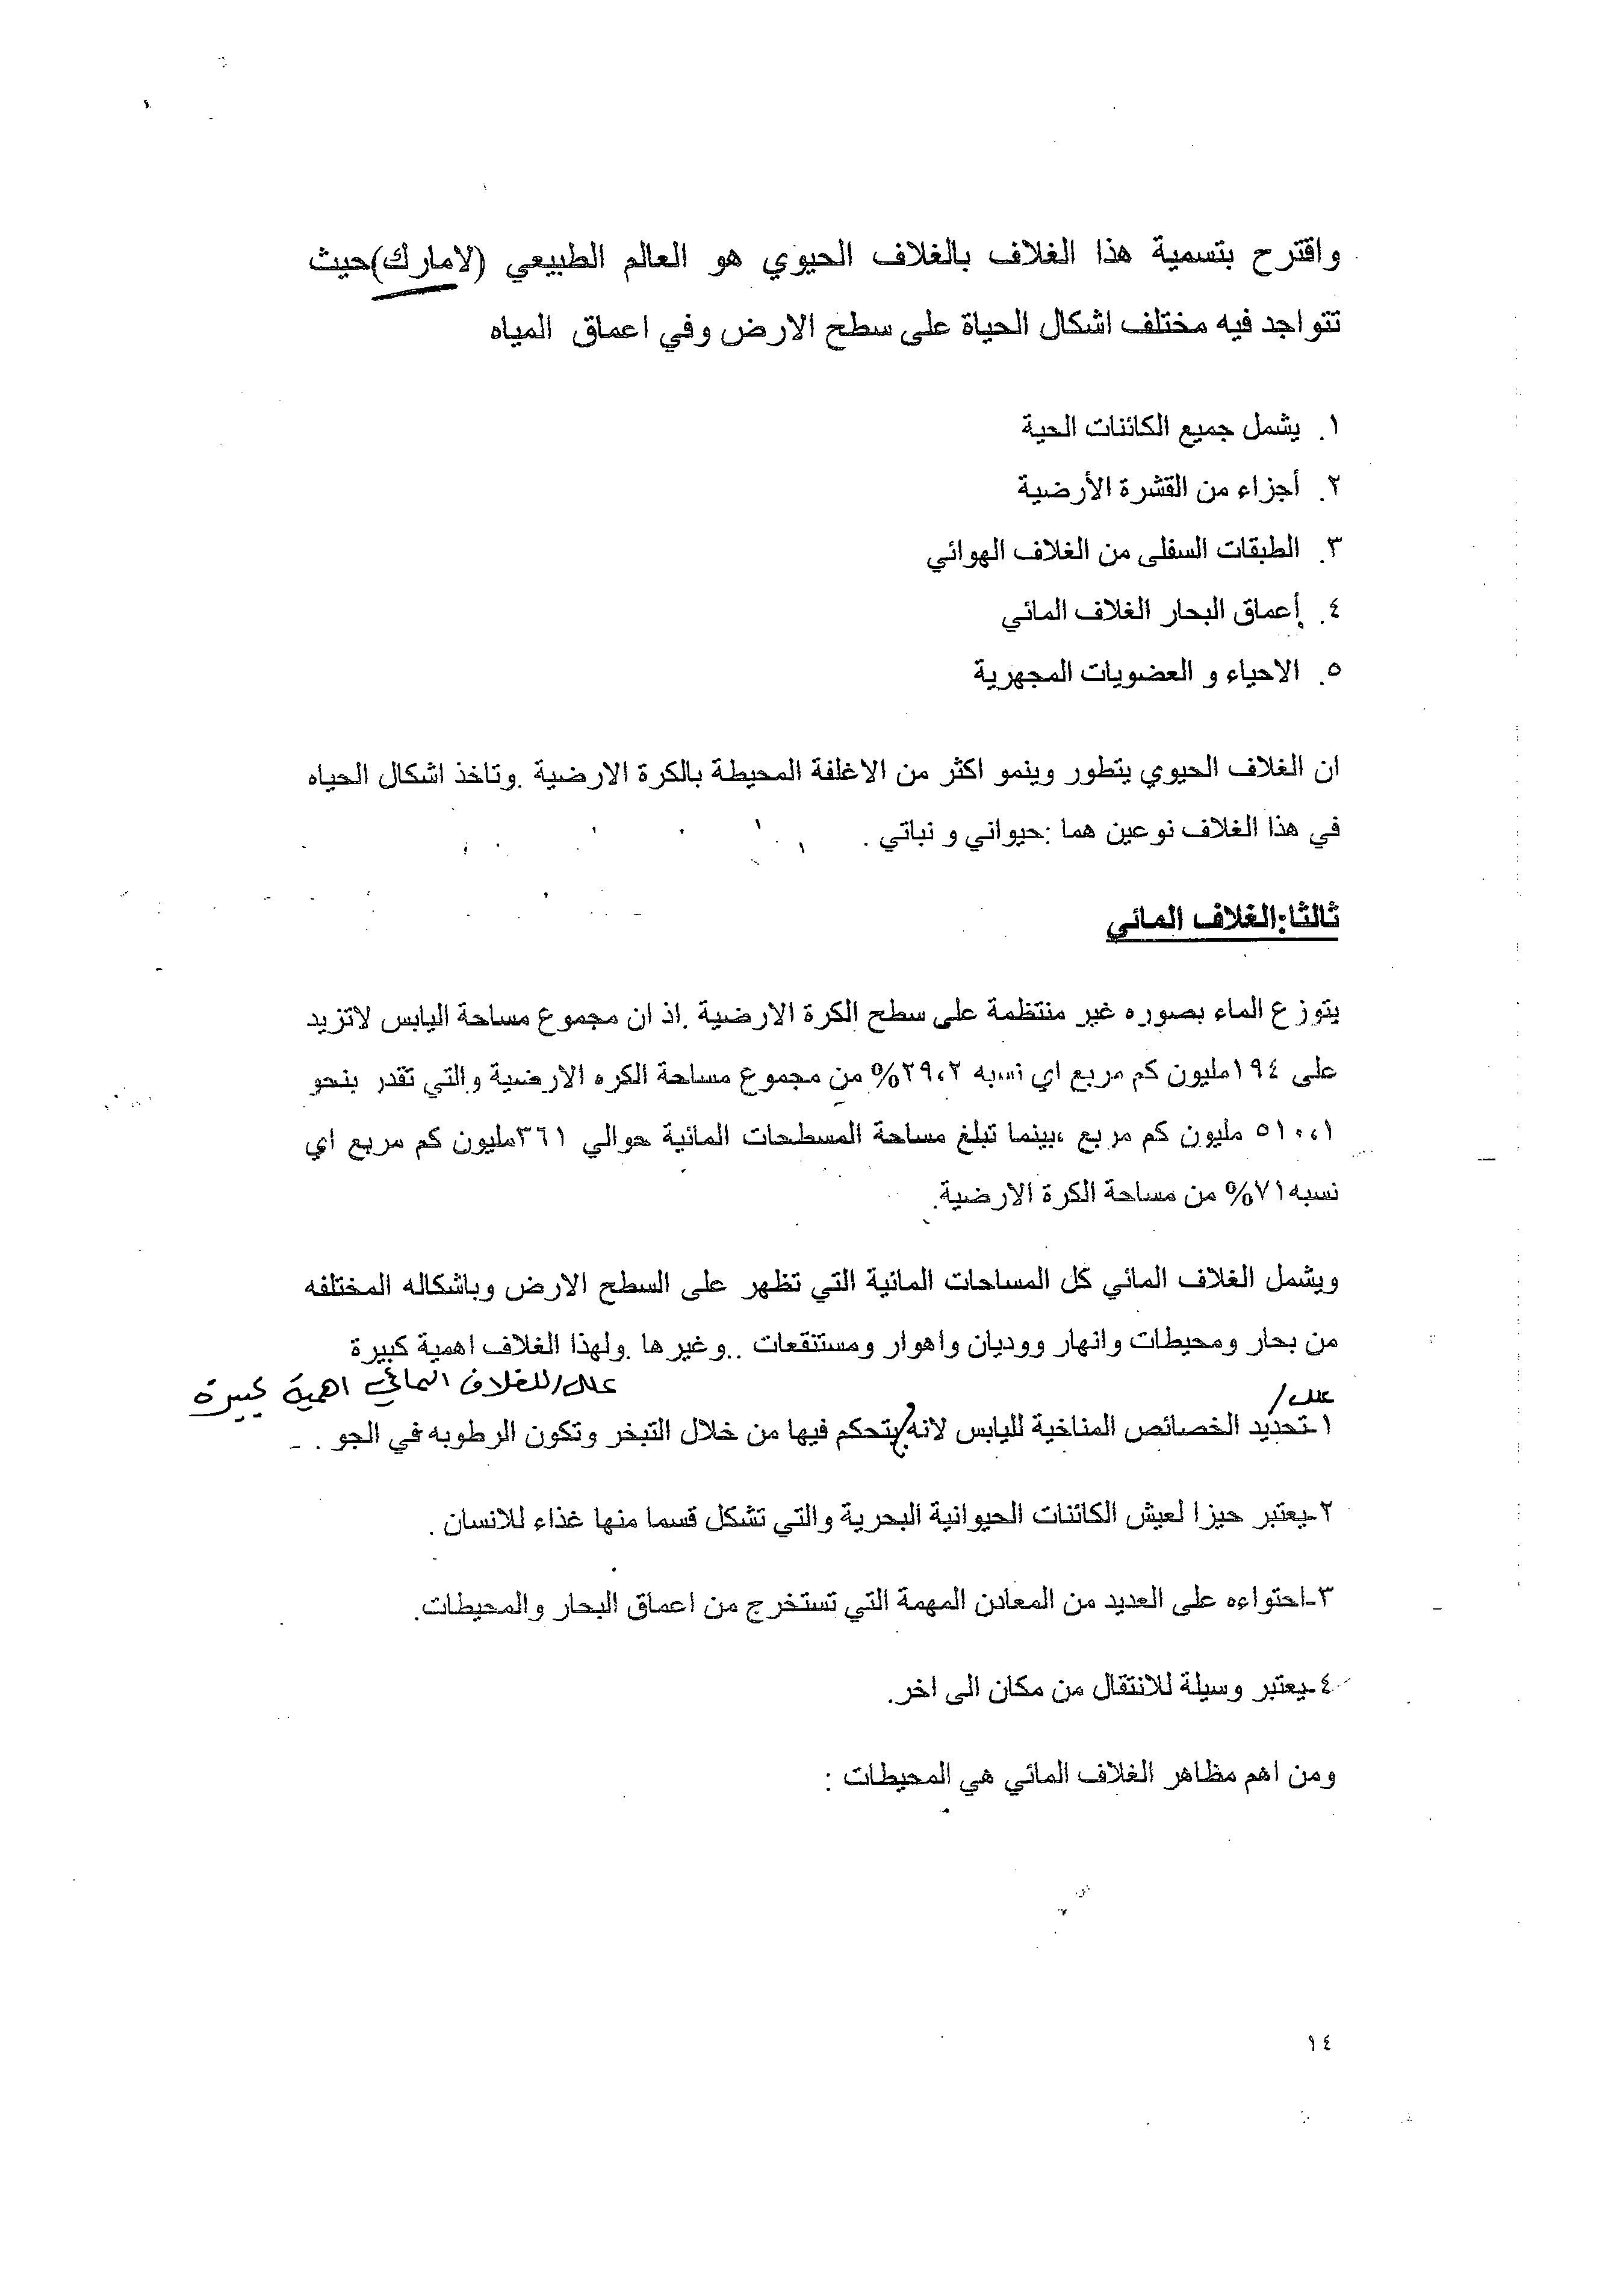 واقترح بتسمية هذا الغلاف بالغلاف الحيوي هو العالم الطبيعي (لامارك)حيث
تتواجد فيه مختلف اشكال الحياة على سطح الارض وفي اعماق المياه
١. يشمل جميع الكائنات الحية
٢. أجزاء من القشرة الأرضية
٣. الطبقات السفلى من الغلاف الهوائي
٤. أعماق البحار الغلاف المائي
٥. الاحياء و العضويات المجهرية
ان الغلاف الحيوي يتطور وينمو اكثر من الاغلفة المحيطة بالكرة الارضية .وتاخذ اشكال الحياه
في هذا الغلاف نوعين هما :حيواني و نباتي .
ثالثا:الغلاف المائي
يتوزع الماء بصوره غير منتظمة على سطح الكرة الارضية .اذ ان مجموع مساحة اليابس لاتزيد
على ١٩٤مليون كم مربع اي نسبه ٢٩،٢% من مجموع مساحة الكره الارضية والتي تقدر بنحو
٥١٠،١ مليون كم مربع ،بينما تبلغ مساحة المسطحات المائية حوالي ٣٦١مليون كم مربع اي
نسبه٧١% من مساحة الكرة الارضية.
ويشمل الغلاف المائي كل المساحات المائية التي تظهر على السطح الارض وباشكاله المختلفه
من بحار ومحيطات وانهار ووديان واهوار ومستنقعات ..وغيرها .ولهذا الغلاف اهمية كبيرة
علل/ للغلاف المائي اهمية كبيرة
علل/
١-تحديد الخصائص المناخية لليابس لانه/يتحكم فيها من خلال التبخر وتكون الرطوبه في الجو .
٢-يعتبر حيزا لعيش الكائنات الحيوانية البحرية والتي تشكل قسما منها غذاء للانسان .
٣-احتواءه على العديد من المعادن المهمة التي تستخرج من اعماق البحار والمحيطات.
٤-يعتبر وسيلة للانتقال من مكان الى اخر.
ومن اهم مظاهر الغلاف المائي هي المحيطات :
١٤